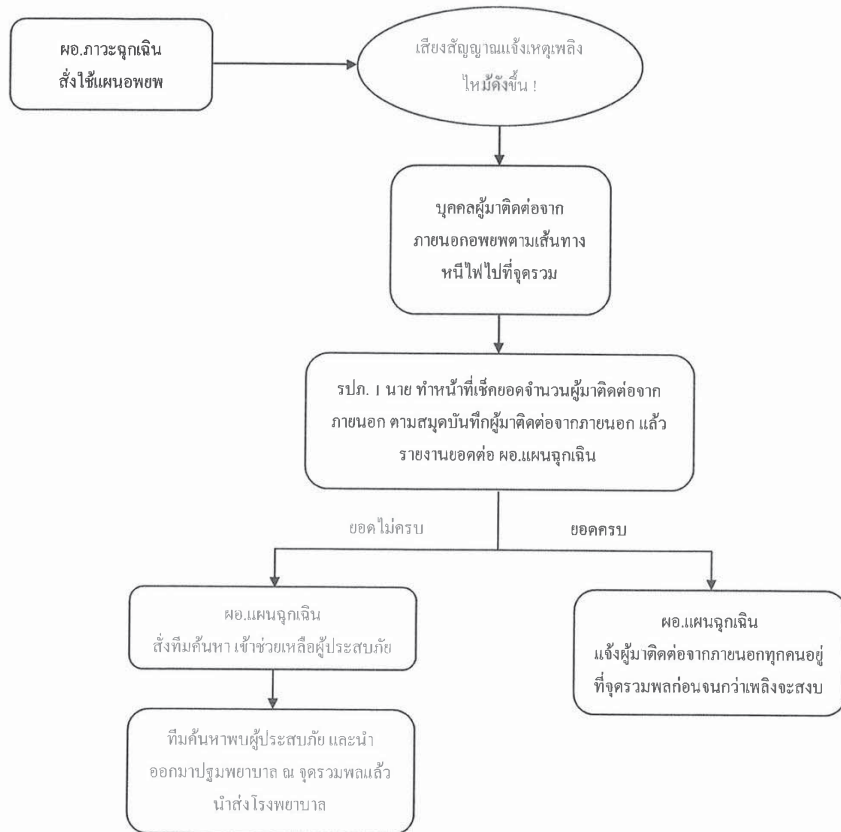 ผอ.ภาวะฉุกเฉิน
สั่งใช้แผนอพยพ
เสียงสัญญาณแจ้งเหตุเพลิง
ไหม้ดังขึ้น !
บุคคลผู้มาติดต่อจาก
ภายนอกอพยพตามเส้นทาง
หนีไฟไปที่จุดรวม
รปภ. 1 นาย ทำหน้าที่เช็คยอดจำนวนผู้มาติดต่อจาก
ภายนอก ตามสมุดบันทึกผู้มาติดต่อจากภายนอก แล้ว
รายงานยอดต่อ ผอ.แผนฉุกเฉิน
ยอดไม่ครบ
ยอดครบ
ผอ.แผนฉุกเฉิน
สั่งทีมค้นหา เข้าช่วยเหลือผู้ประสบภัย
ผอ.แผนฉุกเฉิน
แจ้งผู้มาติดต่อจากภายนอกทุกคนอยู่
ที่จุดรวมพลก่อนจนกว่าเพลิงจะสงบ
ทีมค้นหาพบผู้ประสบภัย และนำ
ออกมาปฐมพยาบาล ณ จุดรวมพลแล้ว
นำส่งโรงพยาบาล